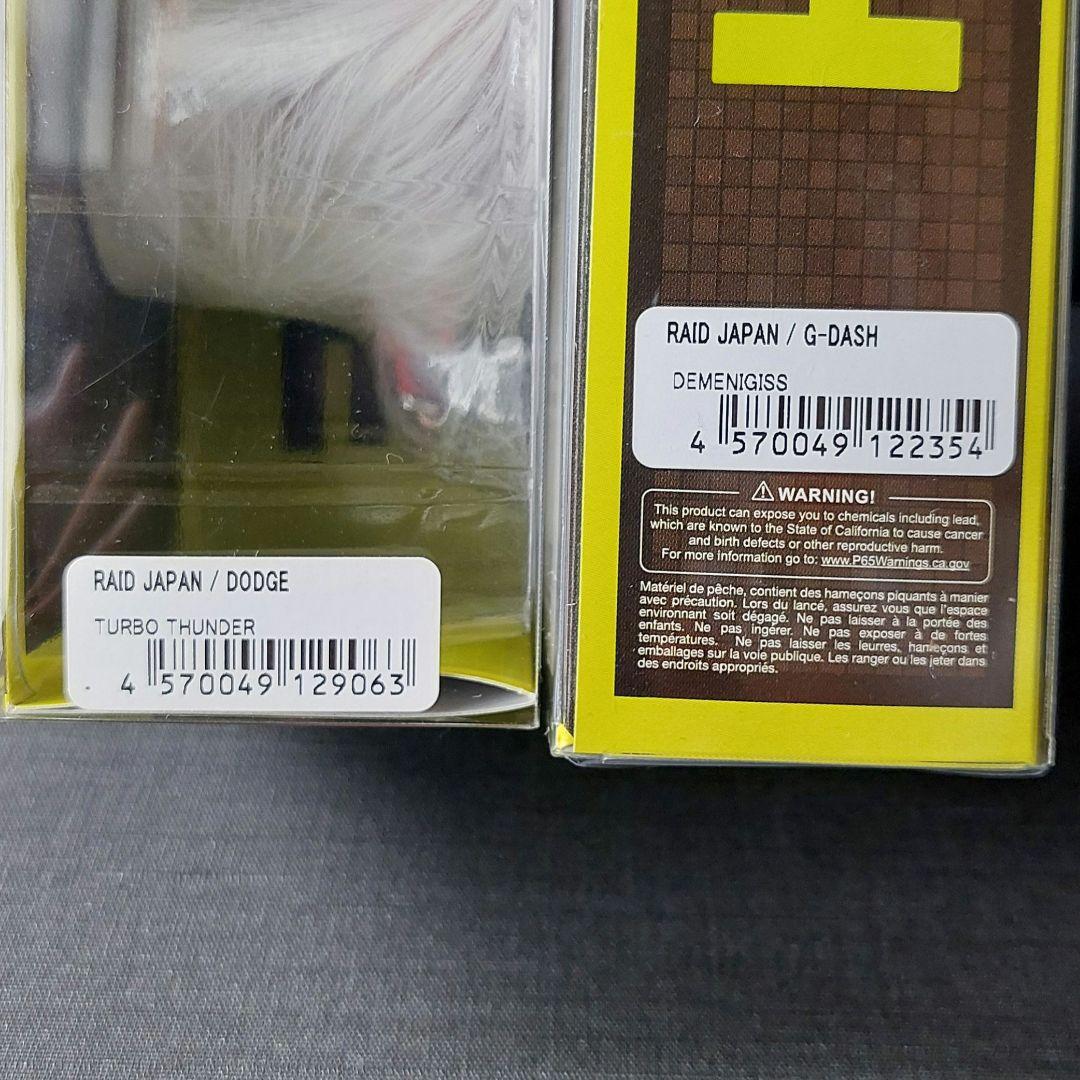 RAID JAPAN / DODGE
TURBO THUNDER
4 570049 129063
RAID JAPAN / G-DASH
DEMENIGISS
4 570049 122354
WARNING!
This product can expose you to chemicals including lead,
which are known to the State of California to cause cancer
and birth defects or other reproductive harm.
For more information go to: www.P65Warnings.ca.gov
Matériel de pêche, contient des hameçons piquants à manier
avec précaution. Lors du lancé, assurez vous que l'espace
environnant soit dégagé. Ne pas laisser à la portée des
enfants. Ne pas ingérer. Ne pas exposer à de fortes
températures. Ne pas laisser les leurres, hameçons et
emballages sur la voie publique. Les ranger ou les jeter dans
des endroits appropriés.